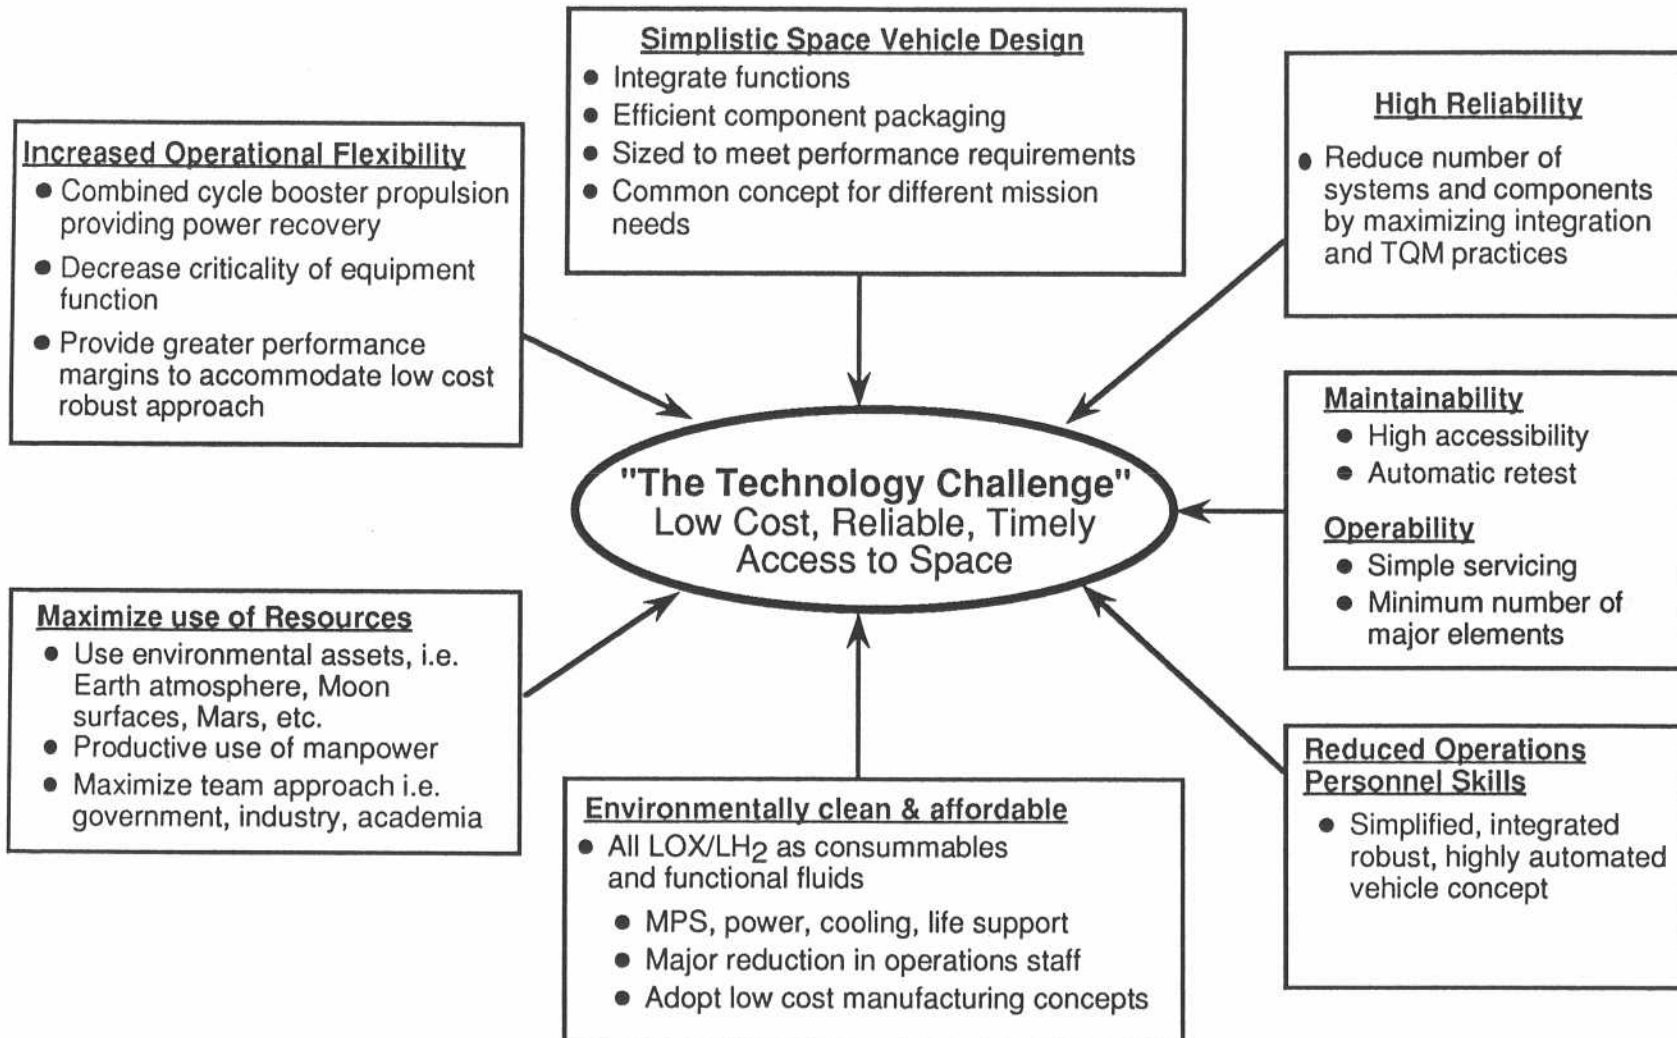 Simplistic Space Vehicle Design
● Integrate functions
● Efficient component packaging
● Sized to meet performance requirements
● Common concept for different mission
needs
Increased Operational Flexibility
● Combined cycle booster propulsion
providing power recovery
● Decrease criticality of equipment
function
● Provide greater performance
margins to accommodate low cost
robust approach
High Reliability
● Reduce number of
systems and components
by maximizing integration
and TQM practices
"The Technology Challenge"
Low Cost, Reliable, Timely
Access to Space
Maintainability
● High accessibility
● Automatic retest
Operability
● Simple servicing
● Minimum number of
major elements
Maximize use of Resources
● Use environmental assets, i.e.
Earth atmosphere, Moon
surfaces, Mars, etc.
● Productive use of manpower
● Maximize team approach i.e.
government, industry, academia
Environmentally clean & affordable
● All LOX/LH2 as consummables
and functional fluids
● MPS, power, cooling, life support
● Major reduction in operations staff
● Adopt low cost manufacturing concepts
Reduced Operations
Personnel Skills
● Simplified, integrated
robust, highly automated
vehicle concept